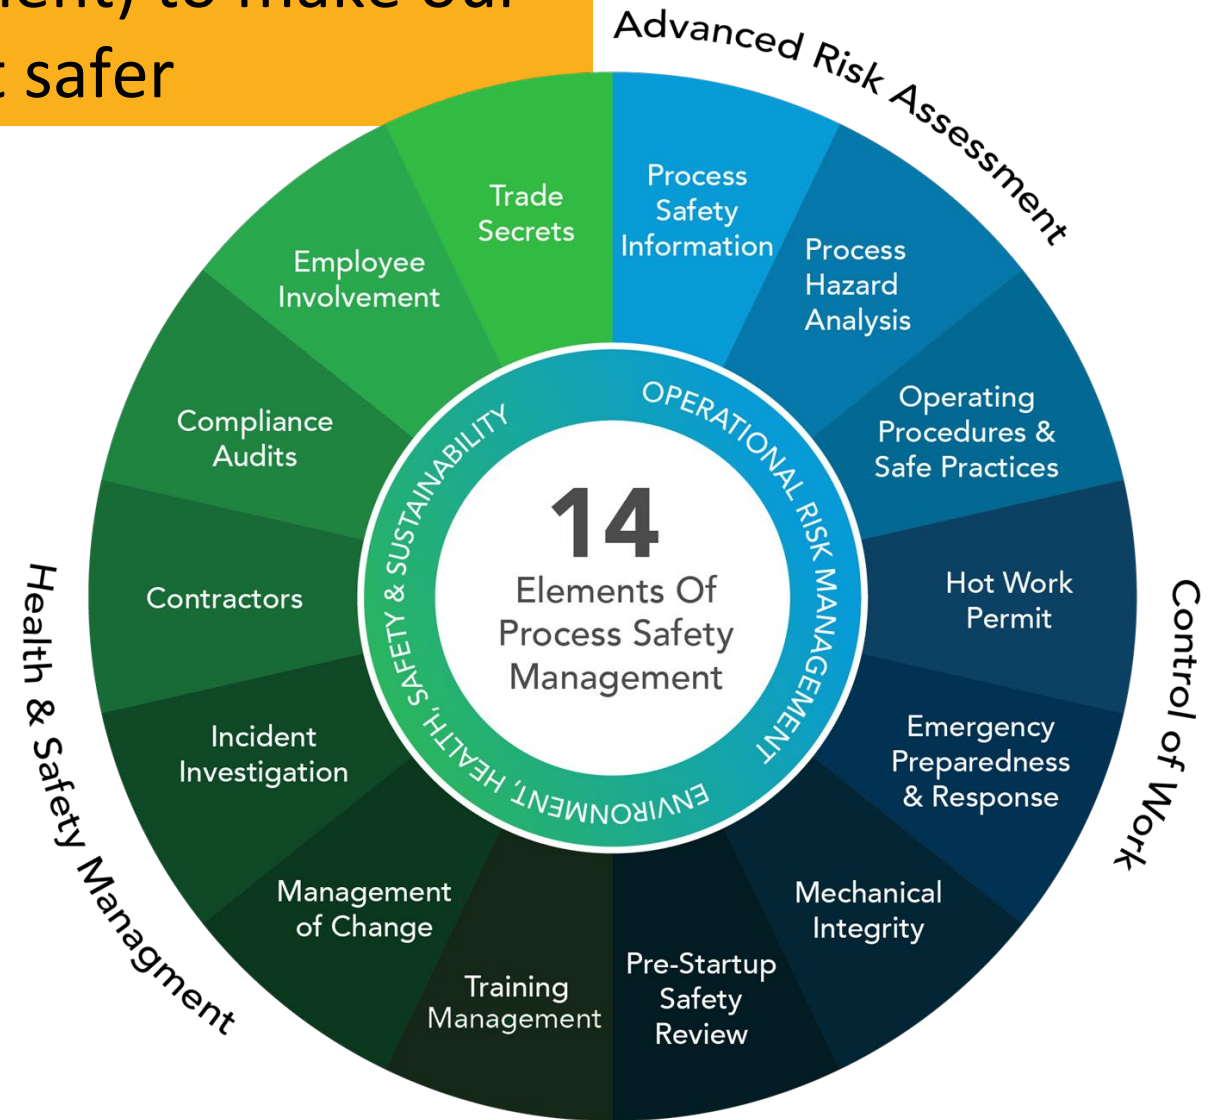 to make our
safer
Advanced Risk Assessment
Process
Safety
Information
Process
Hazard
Analysis
Operating
Procedures &
Safe Practices
Hot Work
Permit
Control of Work
Emergency
Preparedness
& Response
Mechanical
Integrity
Pre-Startup
Safety
Review
Training
Management
Management
of Change
Incident
Investigation
Health & Safety Managment
Contractors
Compliance
Audits
Employee
Involvement
Trade
Secrets
OPERATIONAL RISK MANAGEMENT
ENVIRONMENT, HEALTH, SAFETY & SUSTAINABILITY
14
Elements Of
Process Safety
Management